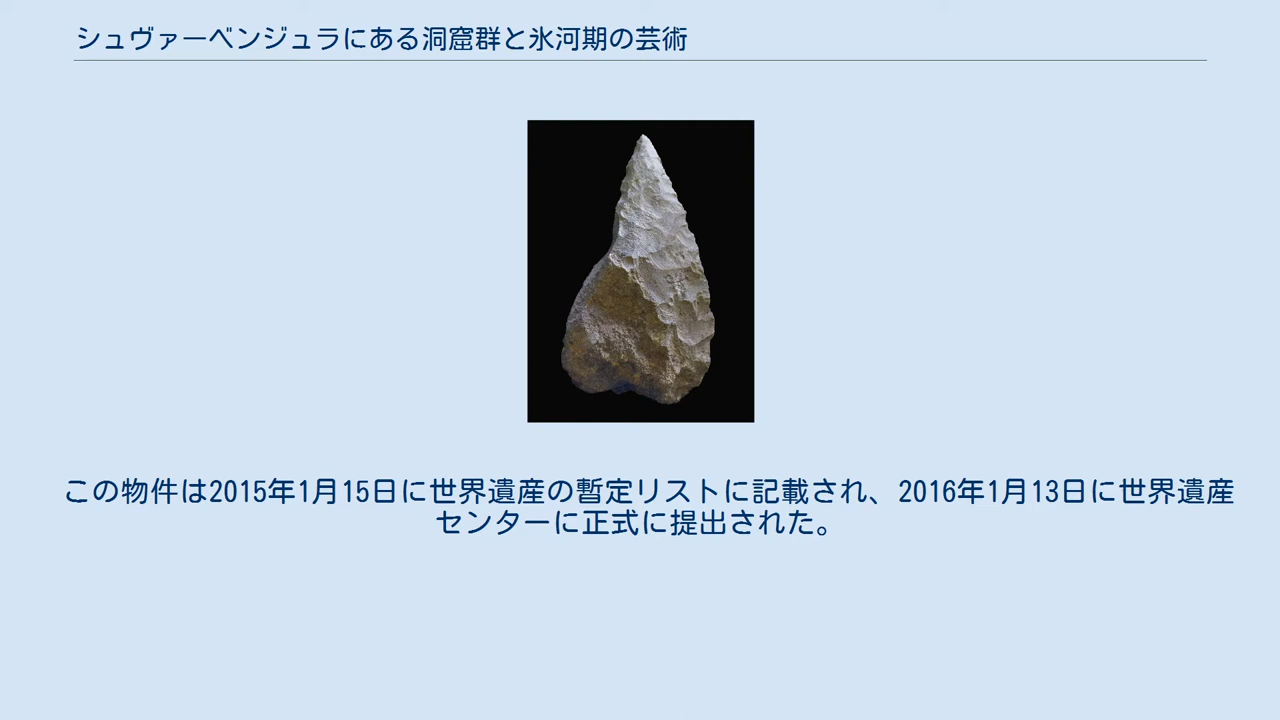 シュヴァーベンジュラにある洞窟群と氷河期の芸術
この物件は2015年1月15日に世界遺産の暫定リストに記載され、2016年1月13日に世界遺産
センターに正式に提出された。